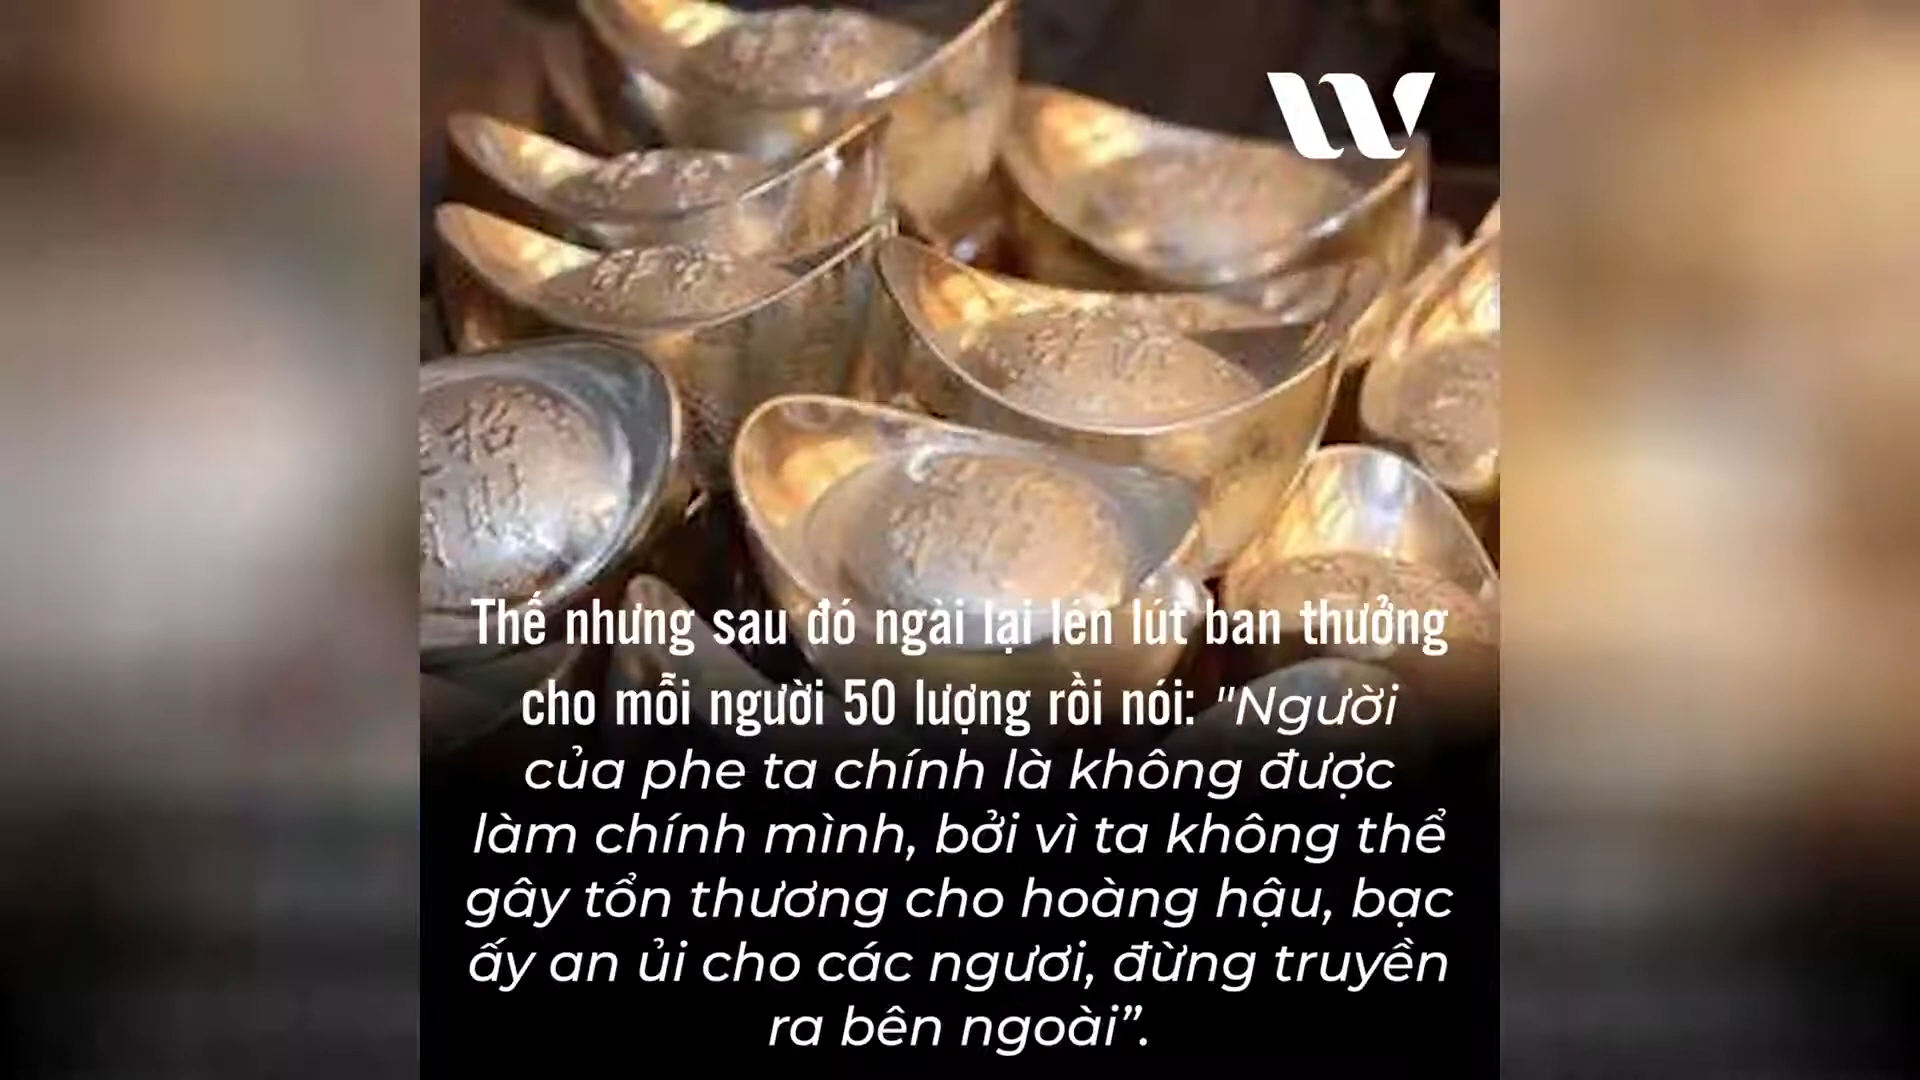 W
Thế nhưng sau đó ngài lại lén lút ban thưởng
cho mỗi người 50 lượng rồi nói: "Người
của phe ta chính là không được
làm chính mình, bởi vì ta không thể
gây tổn thương cho hoàng hậu, bạc
ấy an ủi cho các ngươi, đừng truyền
ra bên ngoài”.